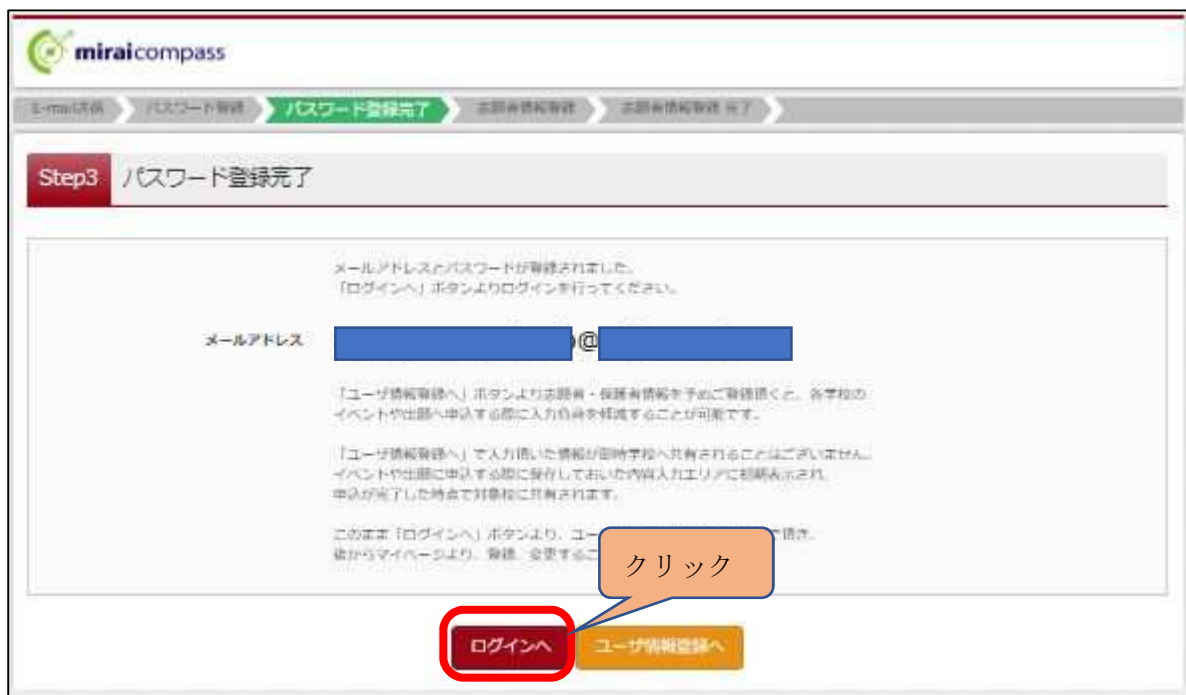 miraicompass
E-mail送信 パスワード登録 パスワード登録完了 志願者情報登録 志願者情報登録 完了
Step3 パスワード登録完了
メールアドレスとパスワードが登録されました。
「ログインへ」ボタンよりログインを行ってください。
メールアドレス @
「ユーザ情報登録へ」ボタンより志願者・保護者情報を予めご登録頂くと、各学校の
イベントや出願へ申込する際に入力負荷を軽減することが可能です。
「ユーザ情報登録へ」で入力頂いた情報が即時学校へ共有されることはございません。
イベントや出願に申込する際に保存しておいた内容入力エリアに初期表示され、
申込が完了した時点で対象校に共有されます。
このまま「ログインへ」ボタンより、ユー で頂き、
後からマイページより、登録、変更するこ
クリック
ログインへ ユーザ情報登録へ